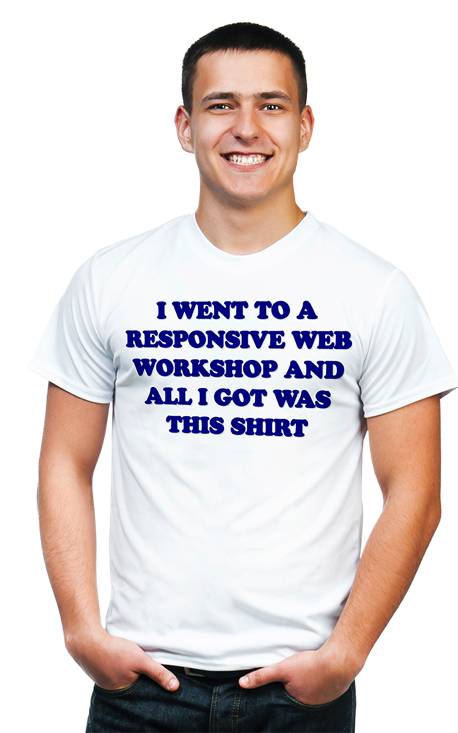 I WENT TO A
RESPONSIVE WEB
WORKSHOP AND
ALL I GOT WAS
THIS SHIRT